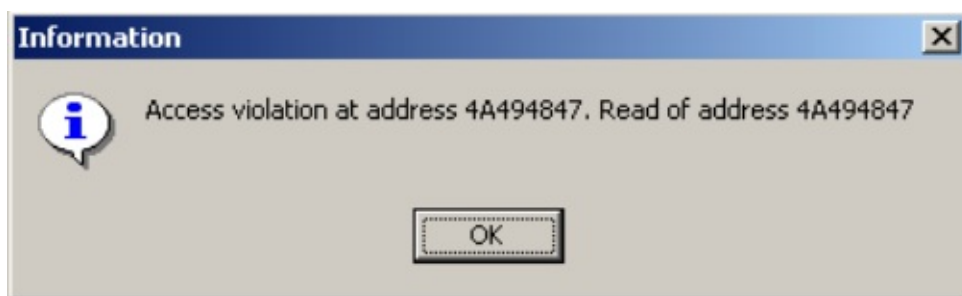 Information
Access violation at address 4A494847. Read of address 4A494847
OK